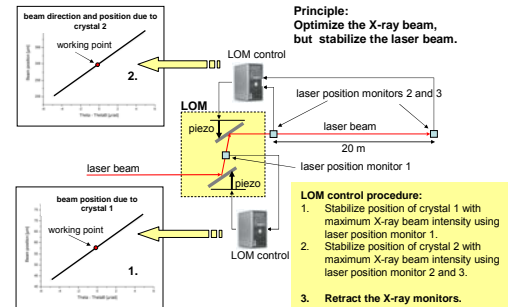 beam direction and position due to
crystal 2
working point
2.
Theta - Theta0 [µrad]
Principle:
Optimize the X-ray beam,
but stabilize the laser beam.
LOM control
laser position monitors 2 and 3
LOM
piezo
laser beam
20 m
laser position monitor 1
laser beam
piezo
LOM control
beam position due to
crystal 1
working point
1.
LOM control procedure:
1. Stabilize position of crystal 1 with
maximum X-ray beam intensity using
laser position monitor 1.
2. Stabilize position of crystal 2 with
maximum X-ray beam intensity using
laser position monitor 2 and 3.
3. Retract the X-ray monitors.